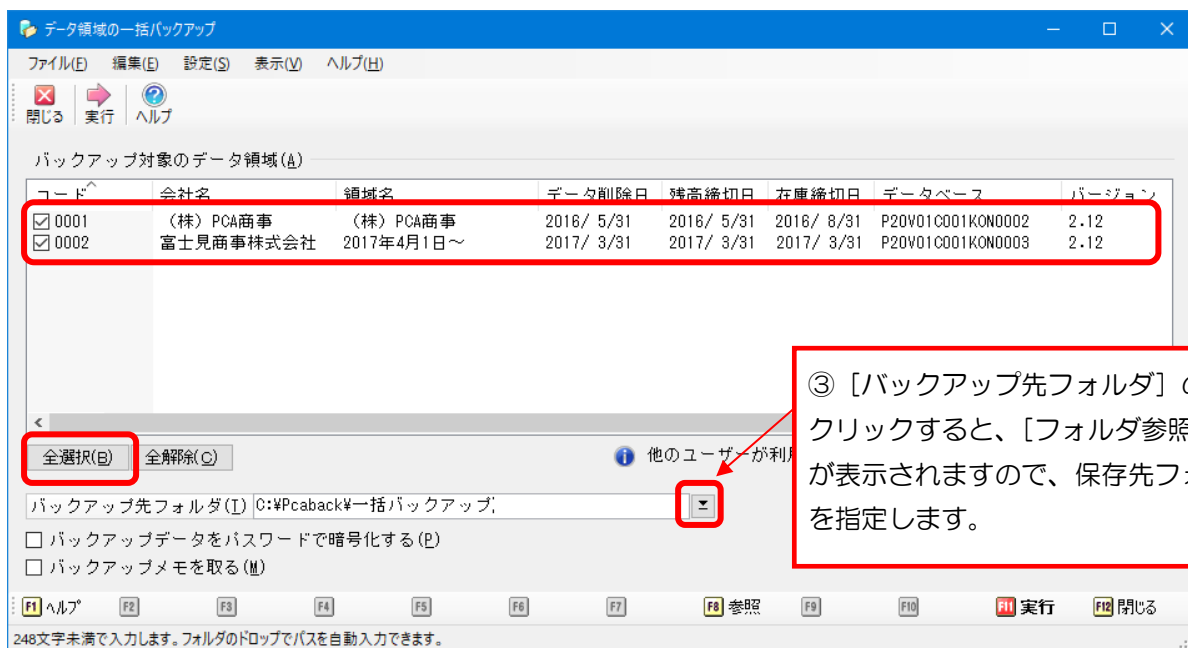 データ領域の一括バックアップ
ファイル(F) 編集(E) 設定(S) 表示(V) ヘルプ(H)
閉じる 実行 ヘルプ
バックアップ対象のデータ領域(A)
コード 会社名 領域名 データ削除日 残高締切日 在庫締切日 データベース バージョン
0001 (株)PCA商事 (株)PCA商事 2016/ 5/31 2016/ 5/31 2016/ 8/31 P20V01C001KON0002 2.12
0002 富士見商事株式会社 2017年4月1日～ 2017/ 3/31 2017/ 3/31 2017/ 3/31 P20V01C001KON0003 2.12
③[バックアップ先フォルダ]の
クリックすると、[フォルダ参照
が表示されますので、保存先フォ
を指定します。
全選択(B) 全解除(C) 他のユーザーが利用
バックアップ先フォルダ(T) C:¥Pcaback¥一括バックアップ
バックアップデータをパスワードで暗号化する(P)
バックアップメモを取る(M)
F1 ヘルプ F2 F3 F4 F5 F6 F7 F8 参照 F9 F10 F11 実行 F12 閉じる
248文字未満で入力します。フォルダのドロップでパスを自動入力できます。